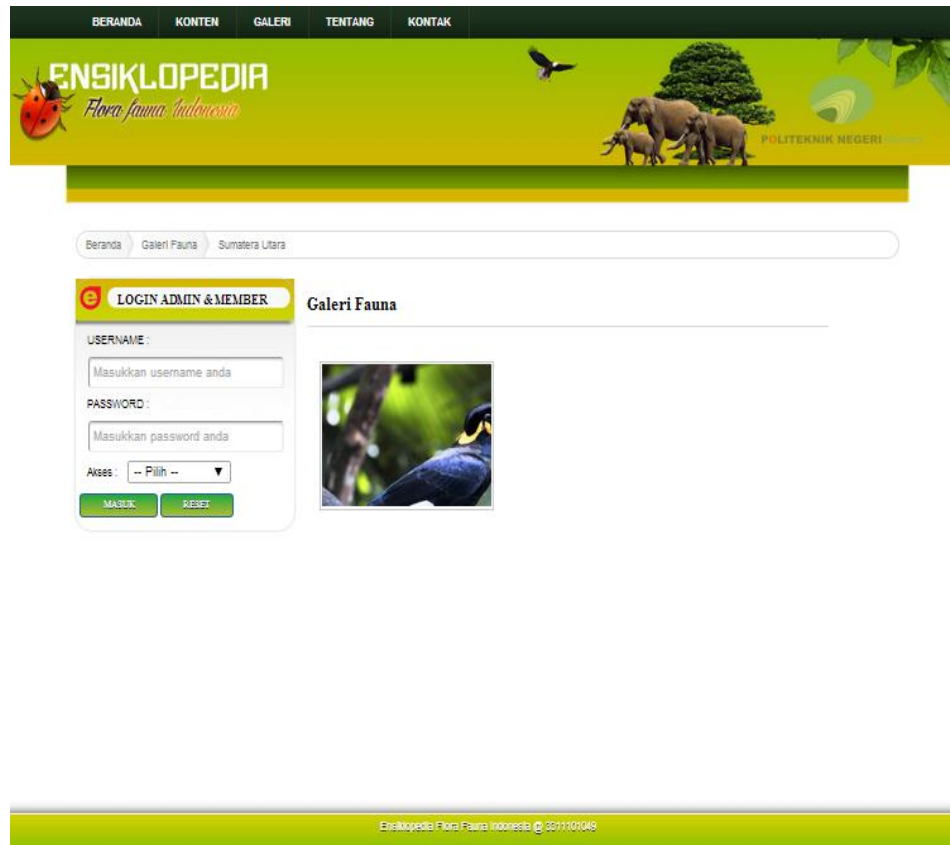 BERANDA KONTEN GALERI TENTANG KONTAK
ENSIKLOPEDIA
Flora fauna Indonesia
POLITEKNIK NEGERI
Beranda Galeri Fauna Sumatera Utara
LOGIN ADMIN & MEMBER
Galeri Fauna
USERNAME :
Masukkan username anda
PASSWORD :
Masukkan password anda
Akses : -- Pilih --
MASUK RESET
Ensiklopedia Flora Fauna Indonesia @ 3311101049